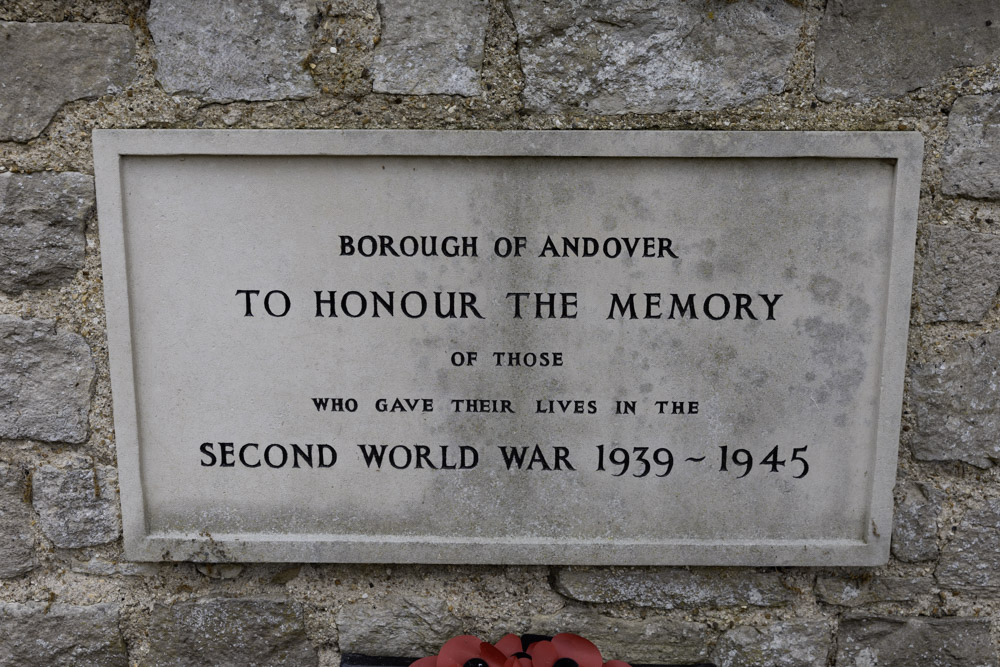 BOROUGH OF ANDOVER
TO HONOUR THE MEMORY
OF THOSE
WHO GAVE THEIR LIVES IN THE
SECOND WORLD WAR 1939 ~ 1945